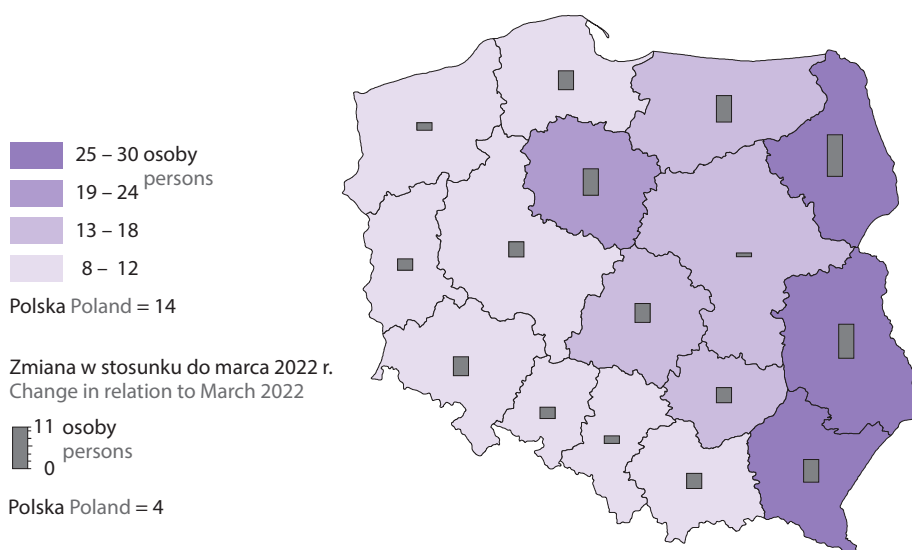 25 – 30 osoby
persons
19 – 24
13 – 18
8 – 12
Polska Poland = 14
Zmiana w stosunku do marca 2022 r.
Change in relation to March 2022
11 osoby
persons
0
Polska Poland = 4